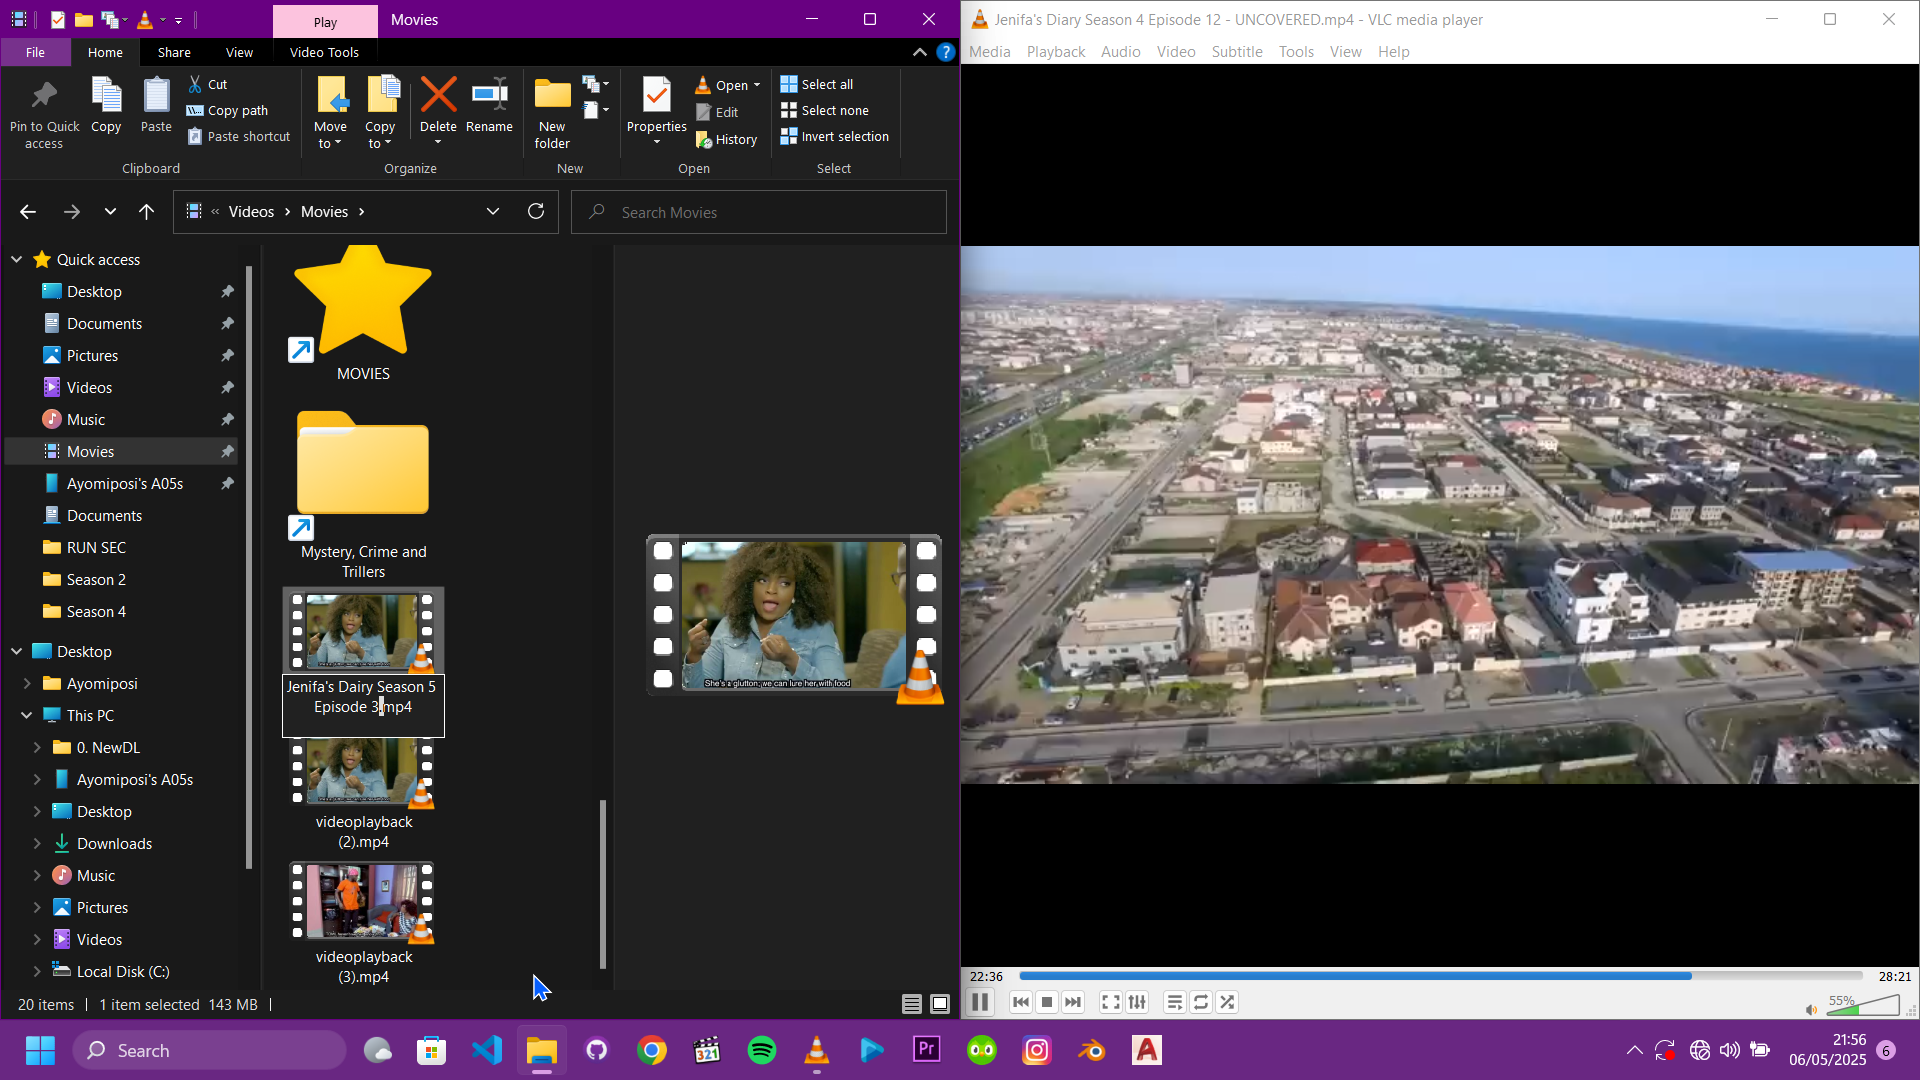 Play
Movies
File
Home
Share
View
Video Tools
Pin to Quick
access
Copy
Paste
Cut
Copy path
Paste shortcut
Clipboard
Move
to
Copy
to
Delete
Rename
Organize
New
folder
New
Properties
Open
Edit
History
Open
Select all
Select none
Invert selection
Select
« Videos › Movies ›
Search Movies
Quick access
Desktop
Documents
Pictures
Videos
Music
Movies
Ayomiposi's A05s
Documents
RUN SEC
Season 2
Season 4
Desktop
Ayomiposi
This PC
0. NewDL
Ayomiposi's A05s
Desktop
Downloads
Music
Pictures
Videos
Local Disk (C:)
MOVIES
Mystery, Crime and
Trillers
Jenifa's Dairy Season 5
Episode 3.mp4
videoplayback
(2).mp4
videoplayback
(3).mp4
She's a glutton; we can lure her with food
20 items
1 item selected 143 MB
Jenifa's Diary Season 4 Episode 12 - UNCOVERED.mp4 - VLC media player
Media Playback Audio Video Subtitle Tools View Help
22:36
28:21
55%
Search
321
Pr
A
21:56
06/05/2025
6